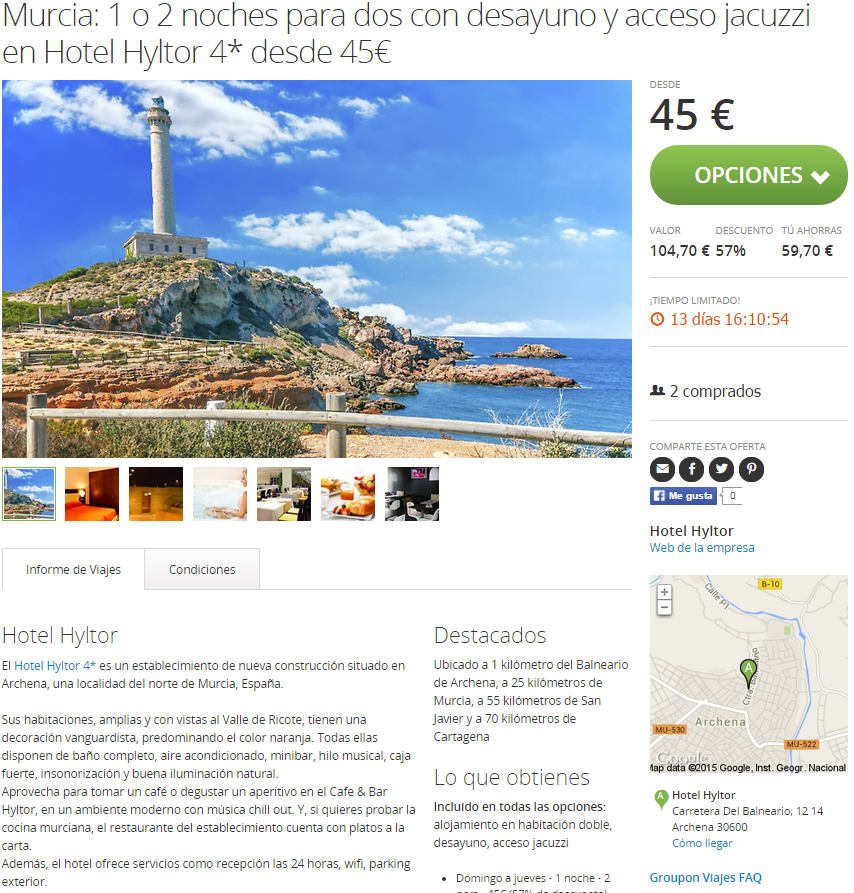 Murcia: 1 o 2 noches para dos con desayuno y acceso jacuzzi
en Hotel Hyltor 4* desde 45€
DESDE
45 €
OPCIONES
VALOR DESCUENTO TÚ AHORRAS
104,70 € 57% 59,70 €
¡TIEMPO LIMITADO!
13 días 16:10:54
2 comprados
COMPARTE ESTA OFERTA
Me gusta 0
Hotel Hyltor
Web de la empresa
Informe de Viajes
Condiciones
Hotel Hyltor
El Hotel Hyltor 4* es un establecimiento de nueva construcción situado en
Archena, una localidad del norte de Murcia, España.
Sus habitaciones, amplias y con vistas al Valle de Ricote, tienen una
decoración vanguardista, predominando el color naranja. Todas ellas
disponen de baño completo, aire acondicionado, minibar, hilo musical, caja
fuerte, insonorización y buena iluminación natural.
Aprovecha para tomar un café o degustar un aperitivo en el Cafe & Bar
Hyltor, en un ambiente moderno con música chill out. Y, si quieres probar la
cocina murciana, el restaurante del establecimiento cuenta con platos a la
carta.
Además, el hotel ofrece servicios como recepción las 24 horas, wifi, parking
exterior.
Destacados
Ubicado a 1 kilómetro del Balneario
de Archena, a 25 kilómetros de
Murcia, a 55 kilómetros de San
Javier y a 70 kilómetros de
Cartagena
Lo que obtienes
Incluido en todas las opciones:
alojamiento en habitación doble,
desayuno, acceso jacuzzi
Domingo a jueves - 1 noche - 2
pers - 45€ (57% de descuento)
B-10
Calle P1
A
Ctra. Balneario
Archena
MU-530
MU-522
Google
Map data ©2015 Google, Inst. Geogr. Nacional
A
Hotel Hyltor
Carretera Del Balneario, 12 14
Archena 30600
Cómo llegar
Groupon Viajes FAQ